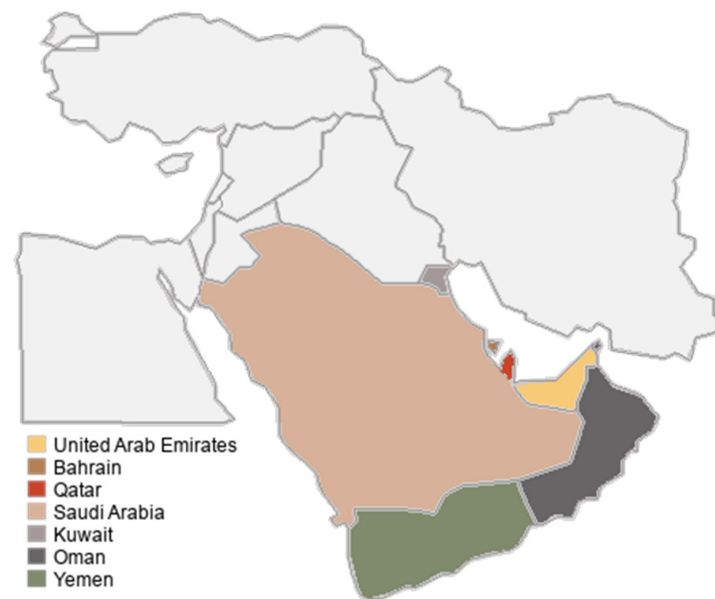 United Arab Emirates
Bahrain
Qatar
Saudi Arabia
Kuwait
Oman
Yemen